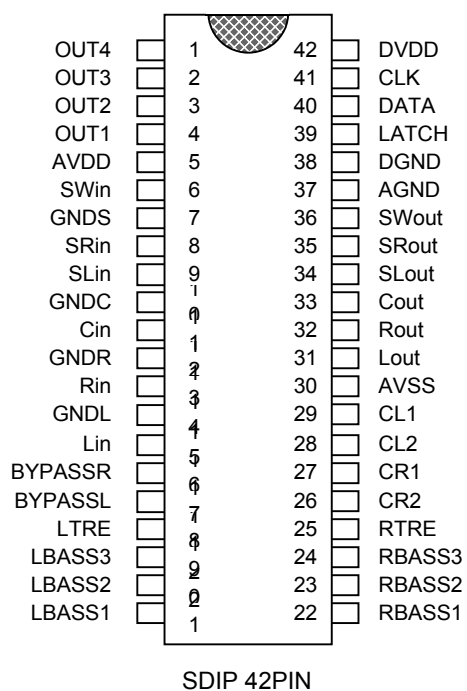 OUT4 1 42 DVDD
OUT3 2 41 CLK
OUT2 3 40 DATA
OUT1 4 39 LATCH
AVDD 5 38 DGND
SWin 6 37 AGND
GNDS 7 36 SWout
SRin 8 35 SRout
SLin 9 34 SLout
GNDC 10 33 Cout
Cin 11 32 Rout
GNDR 12 31 Lout
Rin 13 30 AVSS
GNDL 14 29 CL1
Lin 15 28 CL2
BYPASSR 16 27 CR1
BYPASSL 17 26 CR2
LTRE 18 25 RTRE
LBASS3 19 24 RBASS3
LBASS2 20 23 RBASS2
LBASS1 21 22 RBASS1
SDIP 42PIN